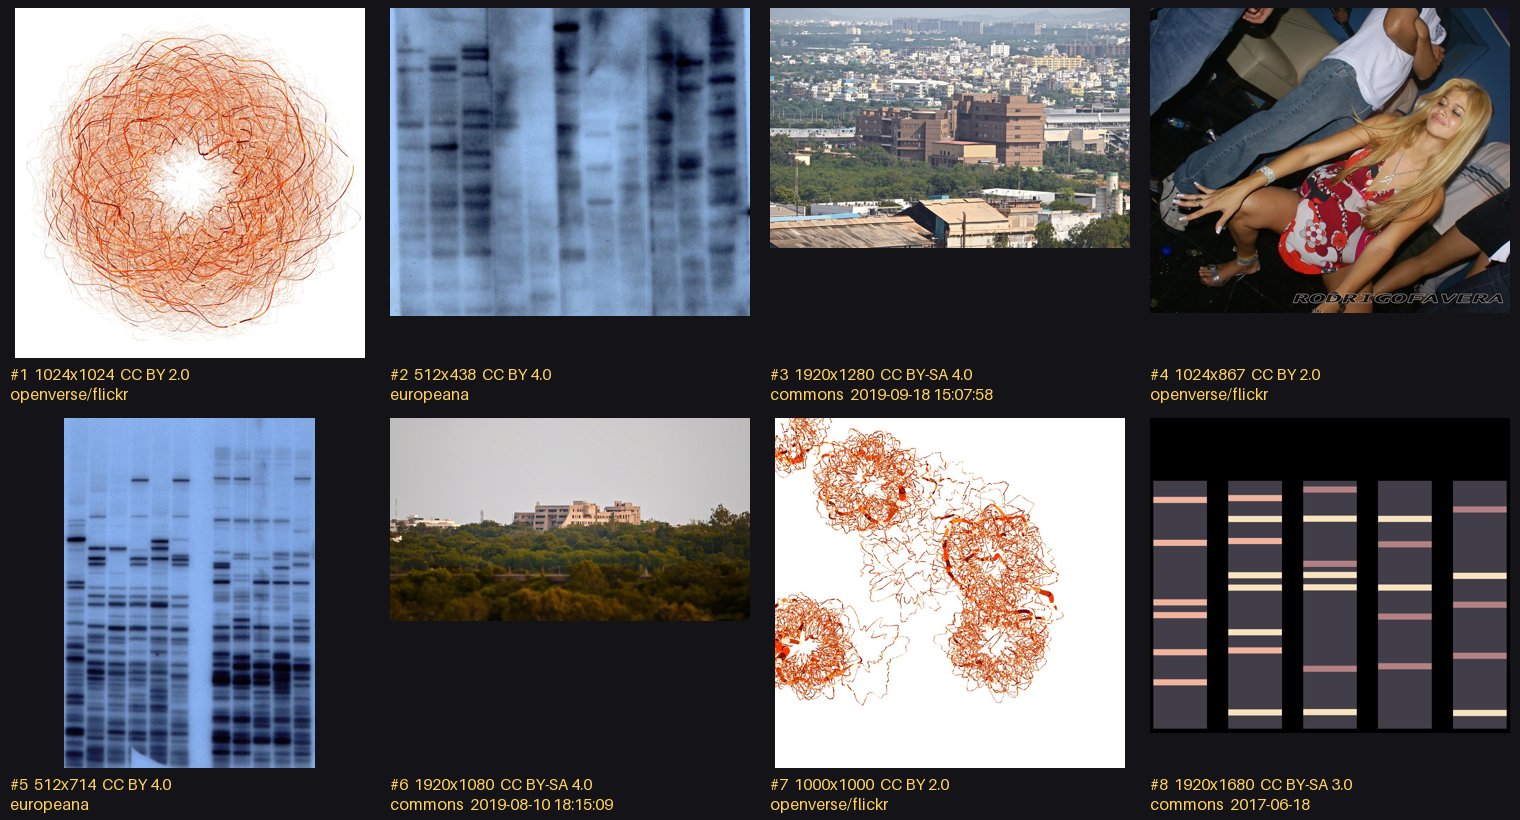 #1 1024x1024 CC BY 2.0
openverse/flickr
#2 512x438 CC BY 4.0
europeana
#3 1920x1280 CC BY-SA 4.0
commons 2019-09-18 15:07:58
RODRIGOFAVERA
#4 1024x867 CC BY 2.0
openverse/flickr
#5 512x714 CC BY 4.0
europeana
#6 1920x1080 CC BY-SA 4.0
commons 2019-08-10 18:15:09
#7 1000x1000 CC BY 2.0
openverse/flickr
#8 1920x1680 CC BY-SA 3.0
commons 2017-06-18